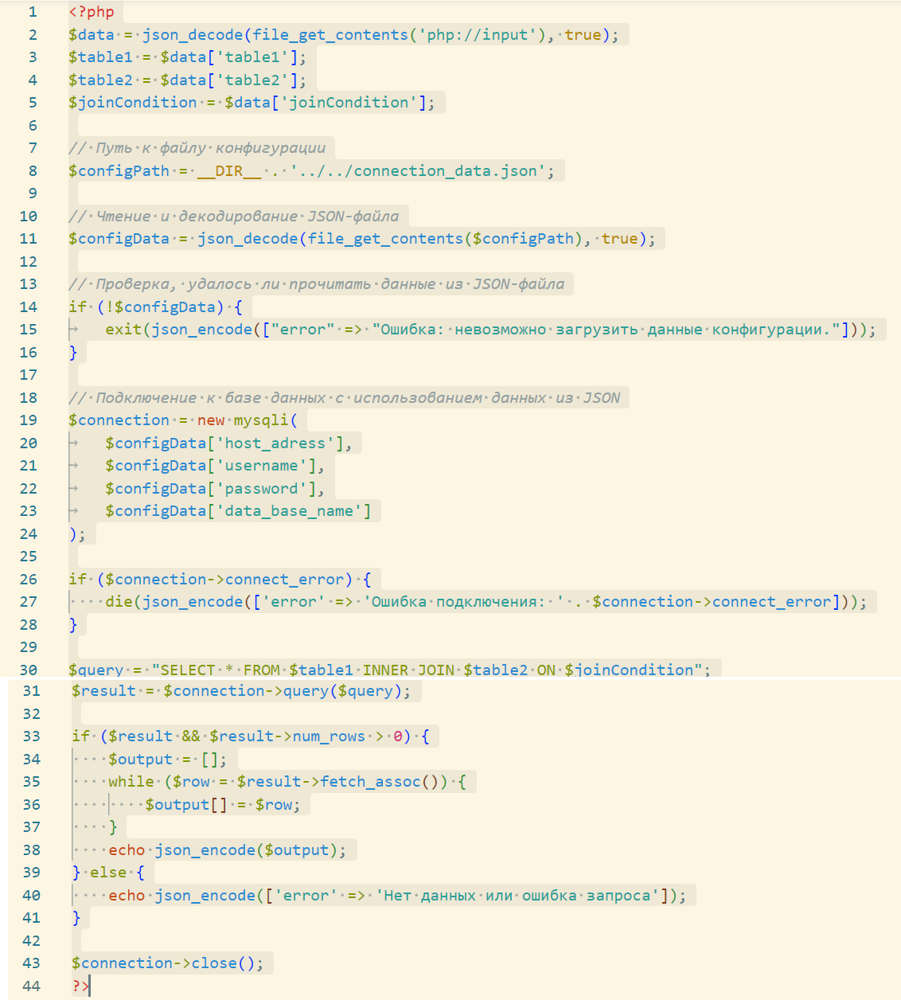 1 <?php
2 $data = json_decode(file_get_contents('php://input'), true);
3 $table1 = $data['table1'];
4 $table2 = $data['table2'];
5 $joinCondition = $data['joinCondition'];
6
7 // Путь к файлу конфигурации
8 $configPath = __DIR__ . '../../connection_data.json';
9
10 // Чтение и декодирование JSON-файла
11 $configData = json_decode(file_get_contents($configPath), true);
12
13 // Проверка, удалось ли прочитать данные из JSON-файла
14 if (!$configData) {
15     exit(json_encode(["error" => "Ошибка: невозможно загрузить данные конфигурации."]));
16 }
17
18 // Подключение к базе данных с использованием данных из JSON
19 $connection = new mysqli(
20     $configData['host_adress'],
21     $configData['username'],
22     $configData['password'],
23     $configData['data_base_name']
24 );
25
26 if ($connection->connect_error) {
27     die(json_encode(['error' => 'Ошибка подключения: ' . $connection->connect_error]));
28 }
29
30 $query = "SELECT * FROM $table1 INNER JOIN $table2 ON $joinCondition";
31 $result = $connection->query($query);
32
33 if ($result && $result->num_rows > 0) {
34     $output = [];
35     while ($row = $result->fetch_assoc()) {
36         $output[] = $row;
37     }
38     echo json_encode($output);
39 } else {
40     echo json_encode(['error' => 'Нет данных или ошибка запроса']);
41 }
42
43 $connection->close();
44 ?>